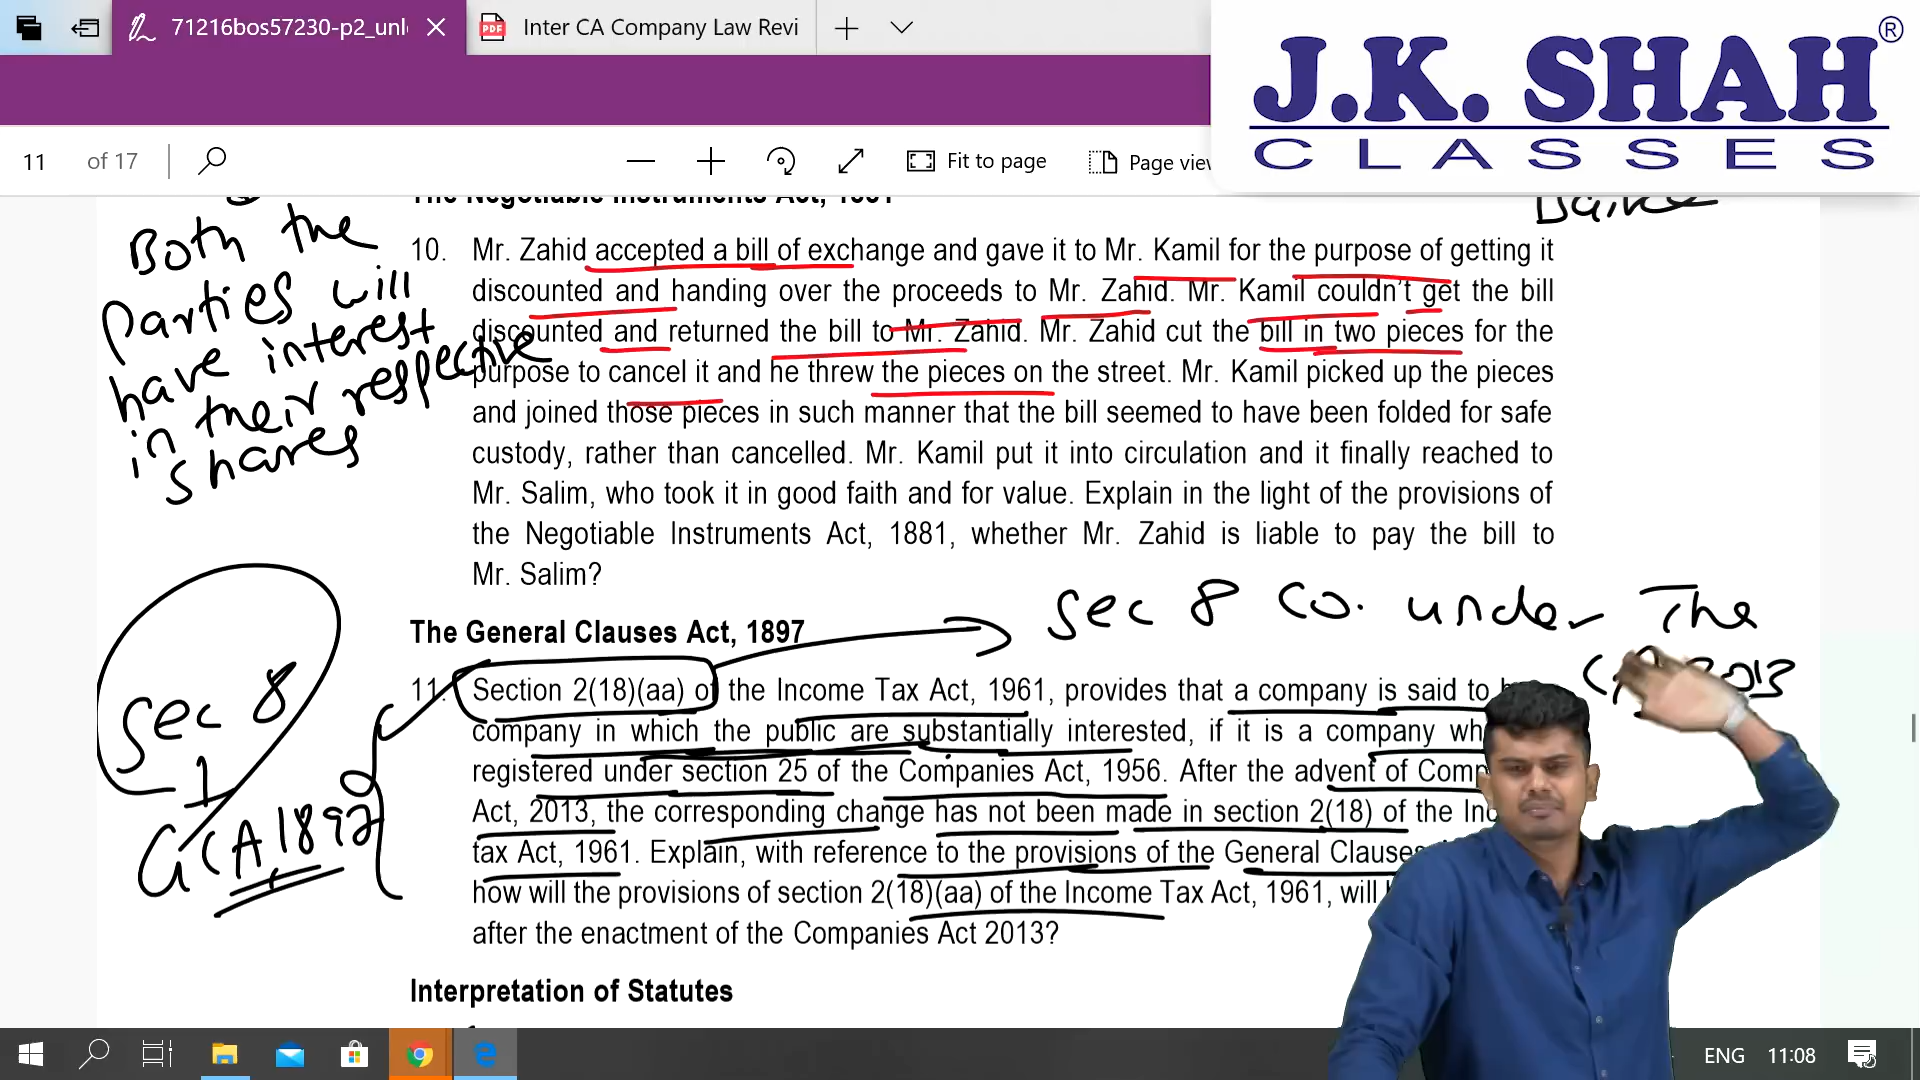 71216bos57230-p2_unl
Inter CA Company Law Revi
J.K. SHAH®
CLASSES
11 of 17
Fit to page
Page view
The Negotiable Instruments Act, 1881
10. Mr. Zahid accepted a bill of exchange and gave it to Mr. Kamil for the purpose of getting it
discounted and handing over the proceeds to Mr. Zahid. Mr. Kamil couldn't get the bill
discounted and returned the bill to Mr. Zahid. Mr. Zahid cut the bill in two pieces for the
purpose to cancel it and he threw the pieces on the street. Mr. Kamil picked up the pieces
and joined those pieces in such manner that the bill seemed to have been folded for safe
custody, rather than cancelled. Mr. Kamil put it into circulation and it finally reached to
Mr. Salim, who took it in good faith and for value. Explain in the light of the provisions of
the Negotiable Instruments Act, 1881, whether Mr. Zahid is liable to pay the bill to
Mr. Salim?
Both the
Parties will
have interest
in their respective
shares
The General Clauses Act, 1897
Sec 8 Co. under The
2013
11. Section 2(18)(aa) of the Income Tax Act, 1961, provides that a company is said to b
company in which the public are substantially interested, if it is a company wh
registered under section 25 of the Companies Act, 1956. After the advent of Comp
Act, 2013, the corresponding change has not been made in section 2(18) of the Inc
tax Act, 1961. Explain, with reference to the provisions of the General Clauses
how will the provisions of section 2(18)(aa) of the Income Tax Act, 1961, will
after the enactment of the Companies Act 2013?
Sec 8
GCA, 1897
Interpretation of Statutes
ENG 11:08